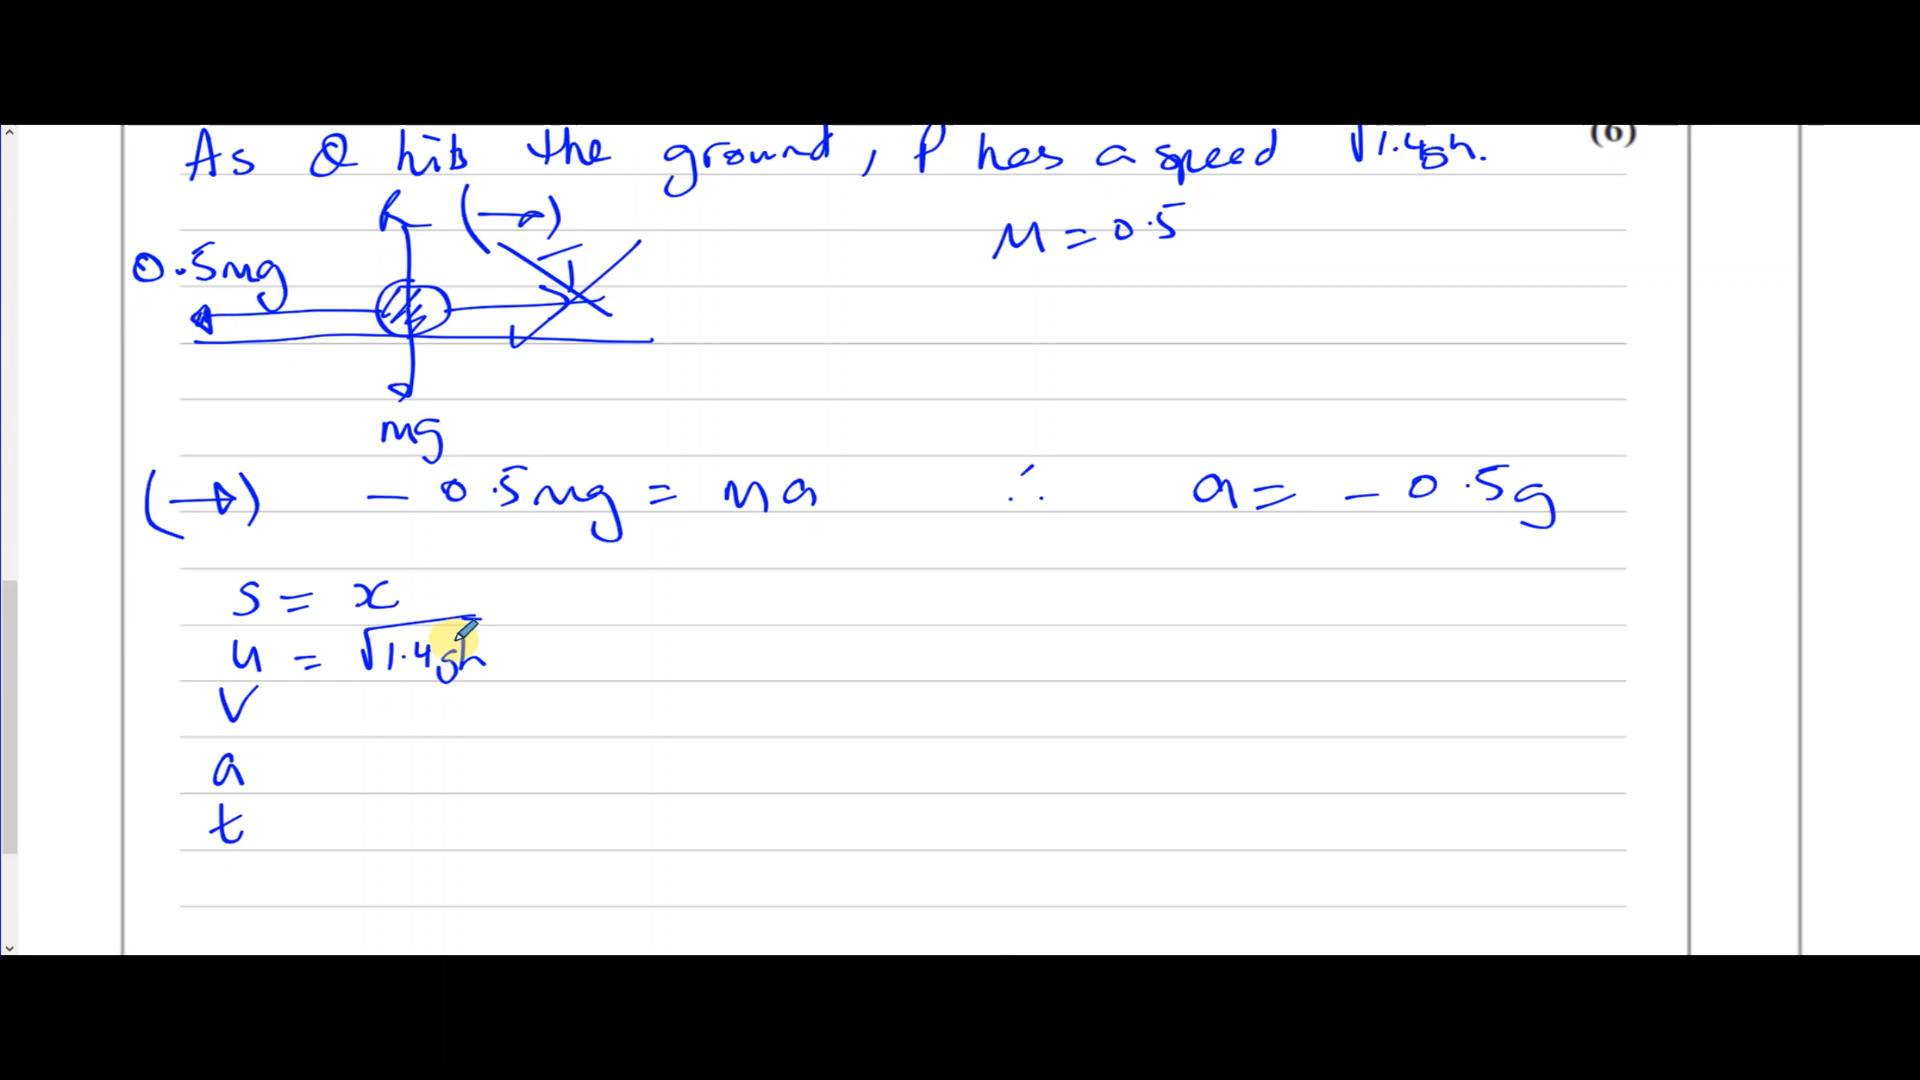 (6)
As Q hits the ground, P has a speed √1.4gh.
R (→)
μ = 0.5
0.5mg
T
mg
(→) - 0.5mg = ma ∴ a = - 0.5g
s = x
u = √1.4gh
v
a
t